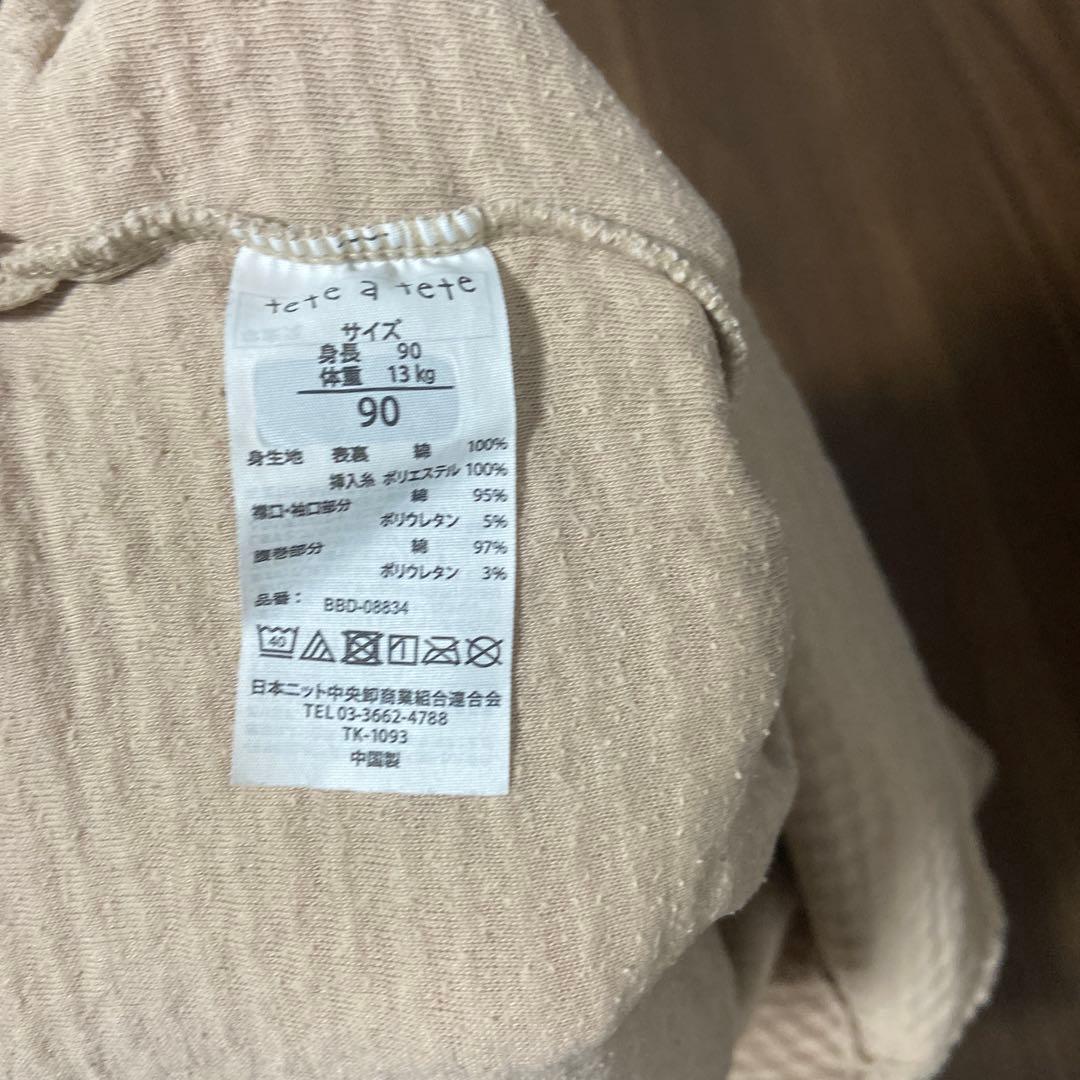 tete a tete
サイズ
身長 90
体重 13kg
90
身生地 表裏 綿 100%
挿入糸 ポリエステル 100%
襟口・袖口部分 綿 95%
ポリウレタン 5%
腹巻部分 綿 97%
ポリウレタン 3%
品番： BBD-08834
40
日本ニット中央卸商業組合連合会
TEL 03-3662-4788
TK-1093
中国製